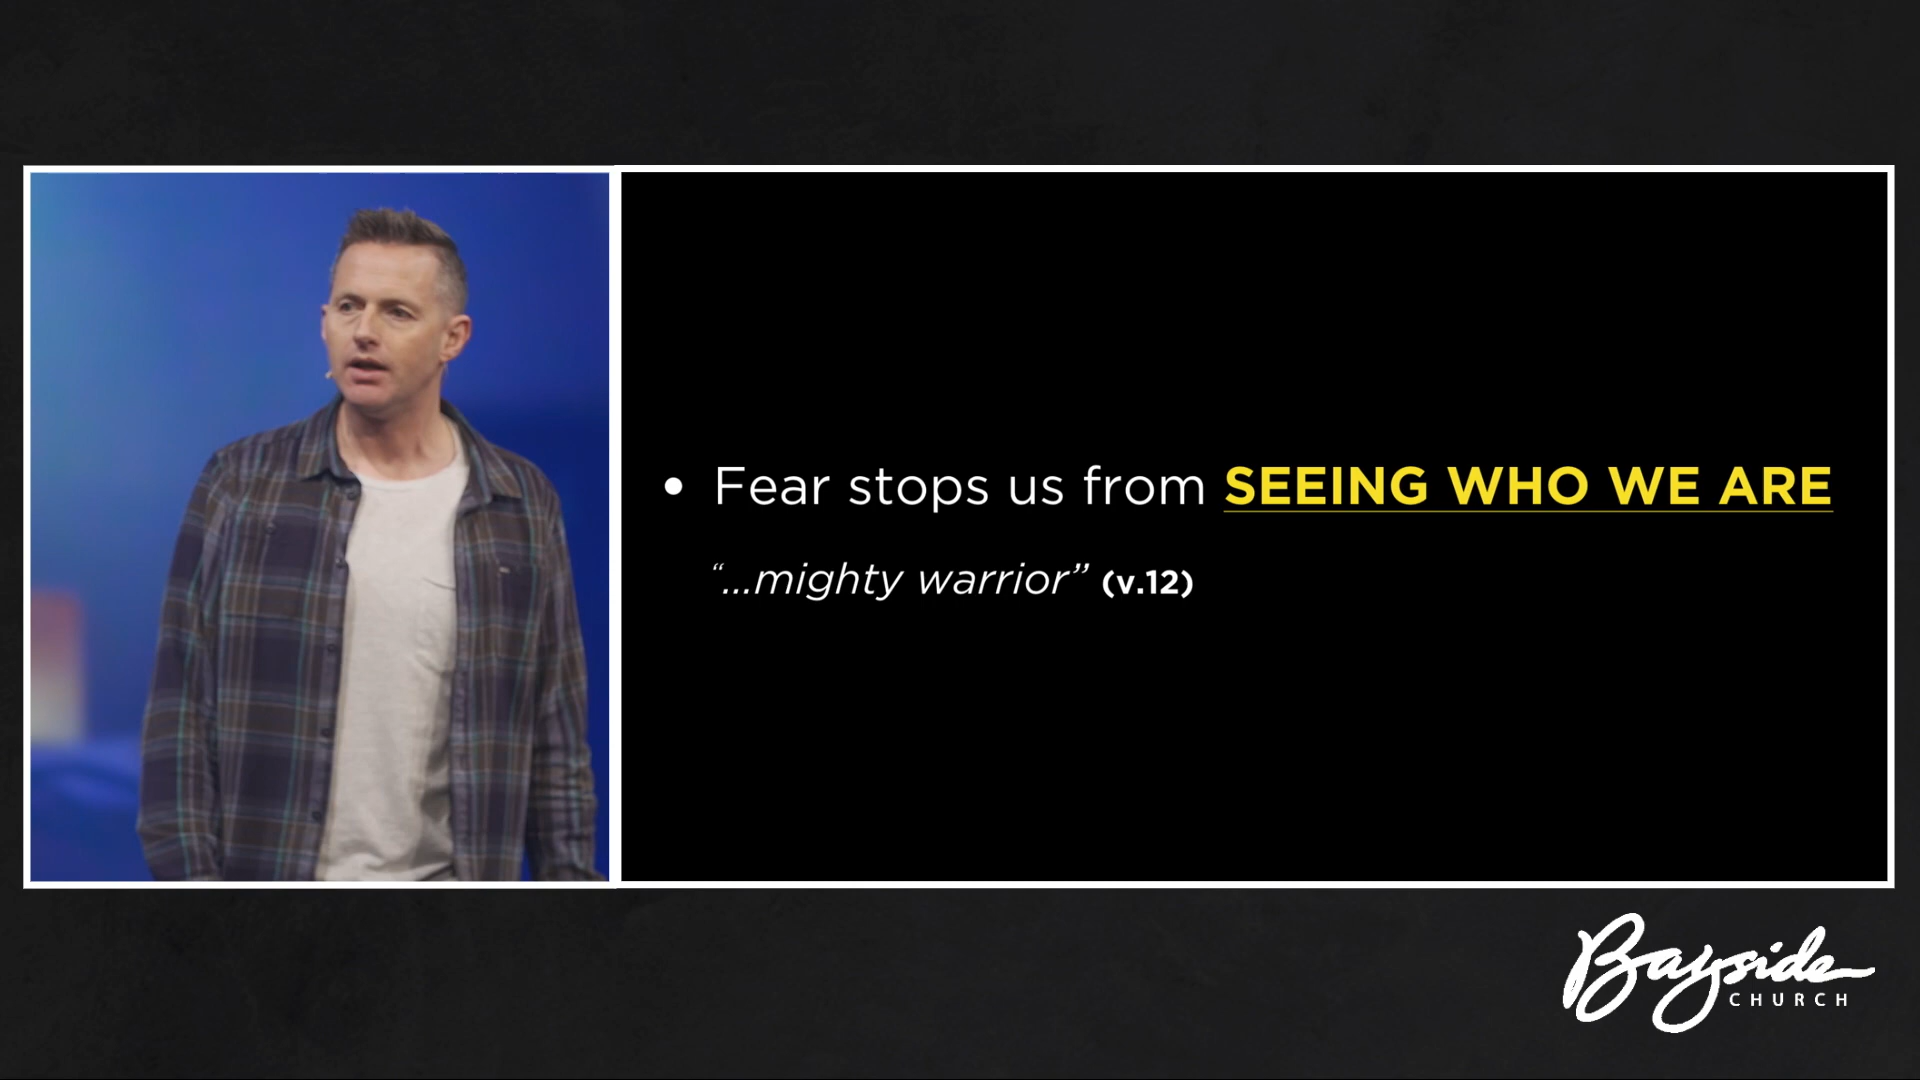 • Fear stops us from SEEING WHO WE ARE
“...mighty warrior” (v.12)
Bayside
CHURCH